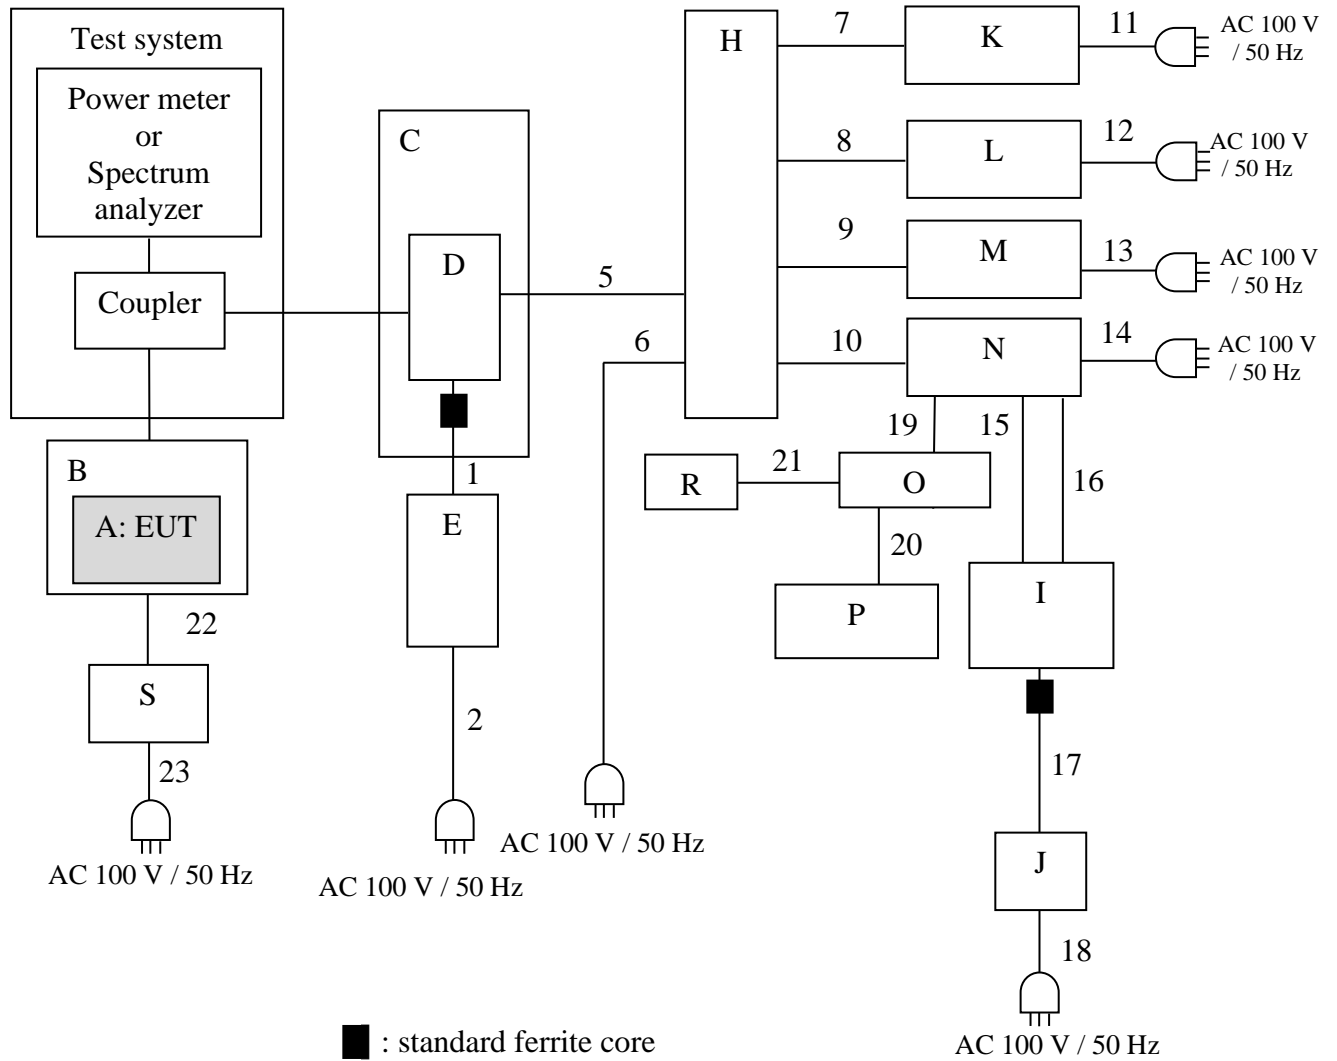 Test system
Power meter
or
Spectrum
analyzer
Coupler
B
A: EUT
22
S
23
AC 100 V / 50 Hz
C
D
1
E
2
AC 100 V / 50 Hz
5
6
AC 100 V / 50 Hz
H
7
K
11
AC 100 V
/ 50 Hz
8
L
12
AC 100 V
/ 50 Hz
9
M
13
AC 100 V
/ 50 Hz
10
N
14
AC 100 V
/ 50 Hz
19
15
16
R
21
O
20
P
I
17
J
18
AC 100 V / 50 Hz
: standard ferrite core